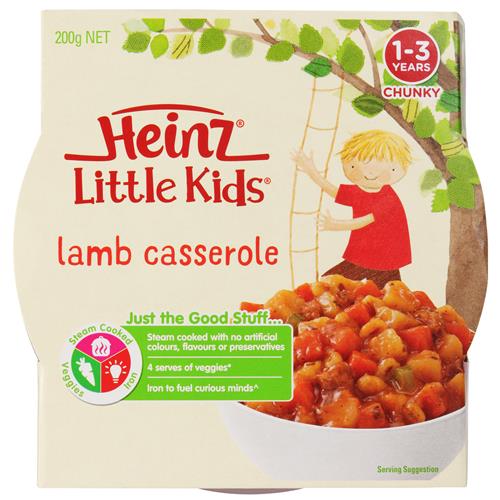 200g NET
1-3
YEARS
CHUNKY
Heinz®
Little Kids®
lamb casserole
Just the Good Stuff...
Steam cooked with no artificial
colours, flavours or preservatives
4 serves of veggies*
Iron to fuel curious minds^
Steam Cooked
Veggies
Iron
Serving Suggestion